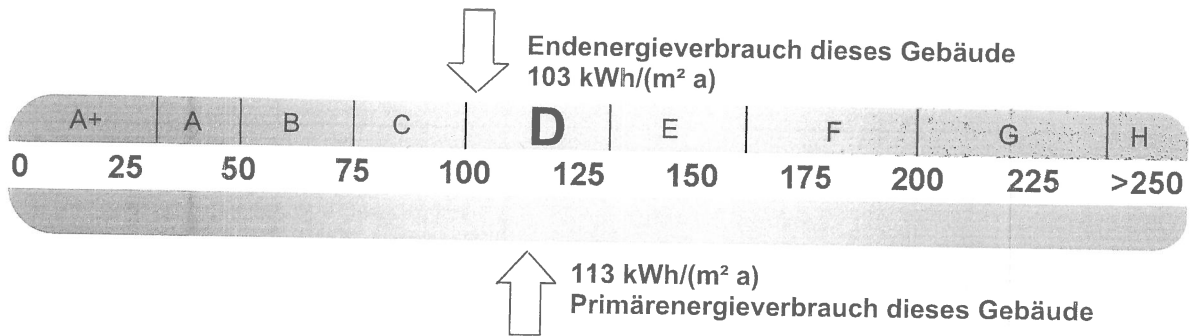 Endenergieverbrauch dieses Gebäude
103 kWh/(m² a)
A+ A B C D E F G H
0 25 50 75 100 125 150 175 200 225 >250
113 kWh/(m² a)
Primärenergieverbrauch dieses Gebäude